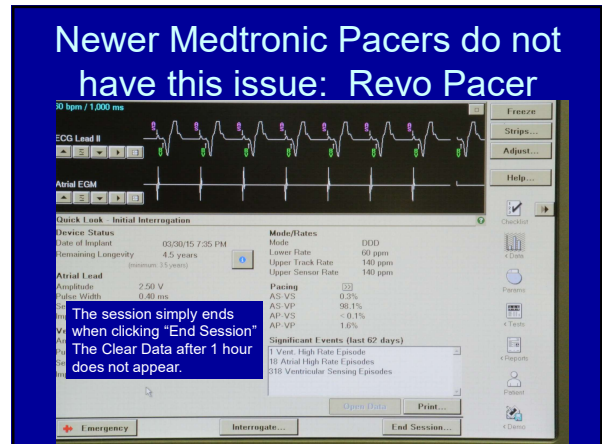 Newer Medtronic Pacers do not
have this issue: Revo Pacer
60 bpm / 1,000 ms
ECG Lead II
Atrial EGM
Freeze
Strips...
Adjust...
Help...
Quick Look - Initial Interrogation
Device Status
Date of Implant 03/30/15 7:35 PM
Remaining Longevity 4.5 years
(minimum: 3.5 years)
Atrial Lead
Amplitude 2.50 V
Pulse Width 0.40 ms
The session simply ends
when clicking “End Session”
The Clear Data after 1 hour
does not appear.
Mode/Rates
Mode DDD
Lower Rate 60 ppm
Upper Track Rate 140 ppm
Upper Sensor Rate 140 ppm
Pacing
AS-VS 0.3%
AS-VP 98.1%
AP-VS < 0.1%
AP-VP 1.6%
Significant Events (last 62 days)
1 Vent. High Rate Episode
18 Atrial High Rate Episodes
318 Ventricular Sensing Episodes
Open Data
Print...
Emergency
Interrogate...
End Session...
Checklist
< Data
Params
< Tests
< Reports
Patient
< Demo